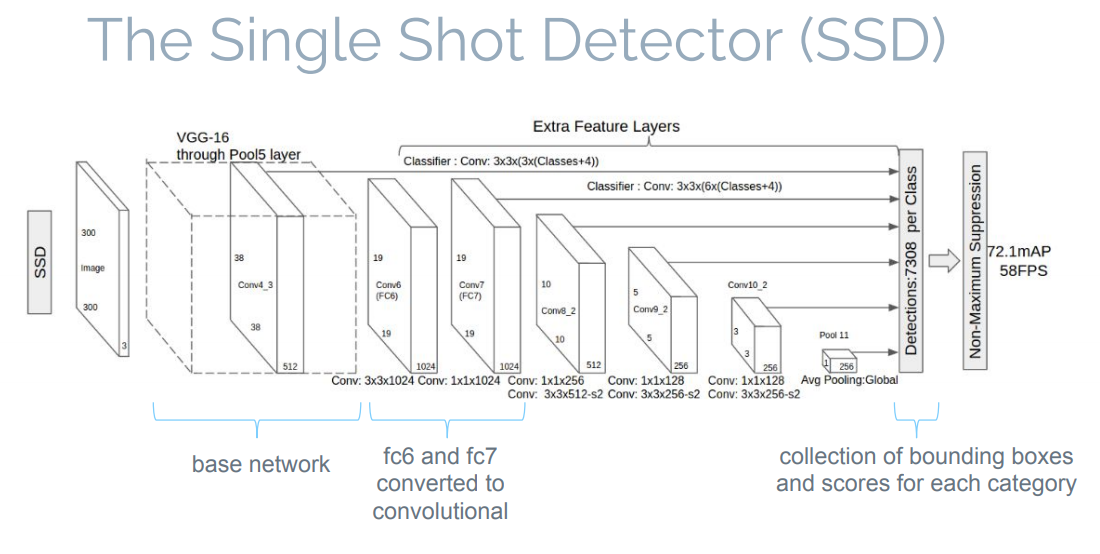 The Single Shot Detector (SSD)
Extra Feature Layers
VGG-16
through Pool5 layer
Classifier : Conv: 3x3x(3x(Classes+4))
Classifier : Conv: 3x3x(6x(Classes+4))
SSD
300
Image
300
3
38
Conv4_3
38
512
19
Conv6
(FC6)
19
1024
19
Conv7
(FC7)
19
1024
10
Conv8_2
10
512
5
Conv9_2
5
256
Conv10_2
3
3
256
Pool 11
1
256
Detections:7308 per Class
Non-Maximum Suppression
72.1mAP
58FPS
Conv: 3x3x1024
Conv: 1x1x1024
Conv: 1x1x256
Conv: 3x3x512-s2
Conv: 1x1x128
Conv: 3x3x256-s2
Conv: 1x1x128
Conv: 3x3x256-s2
Avg Pooling:Global
base network
fc6 and fc7
converted to
convolutional
collection of bounding boxes
and scores for each category